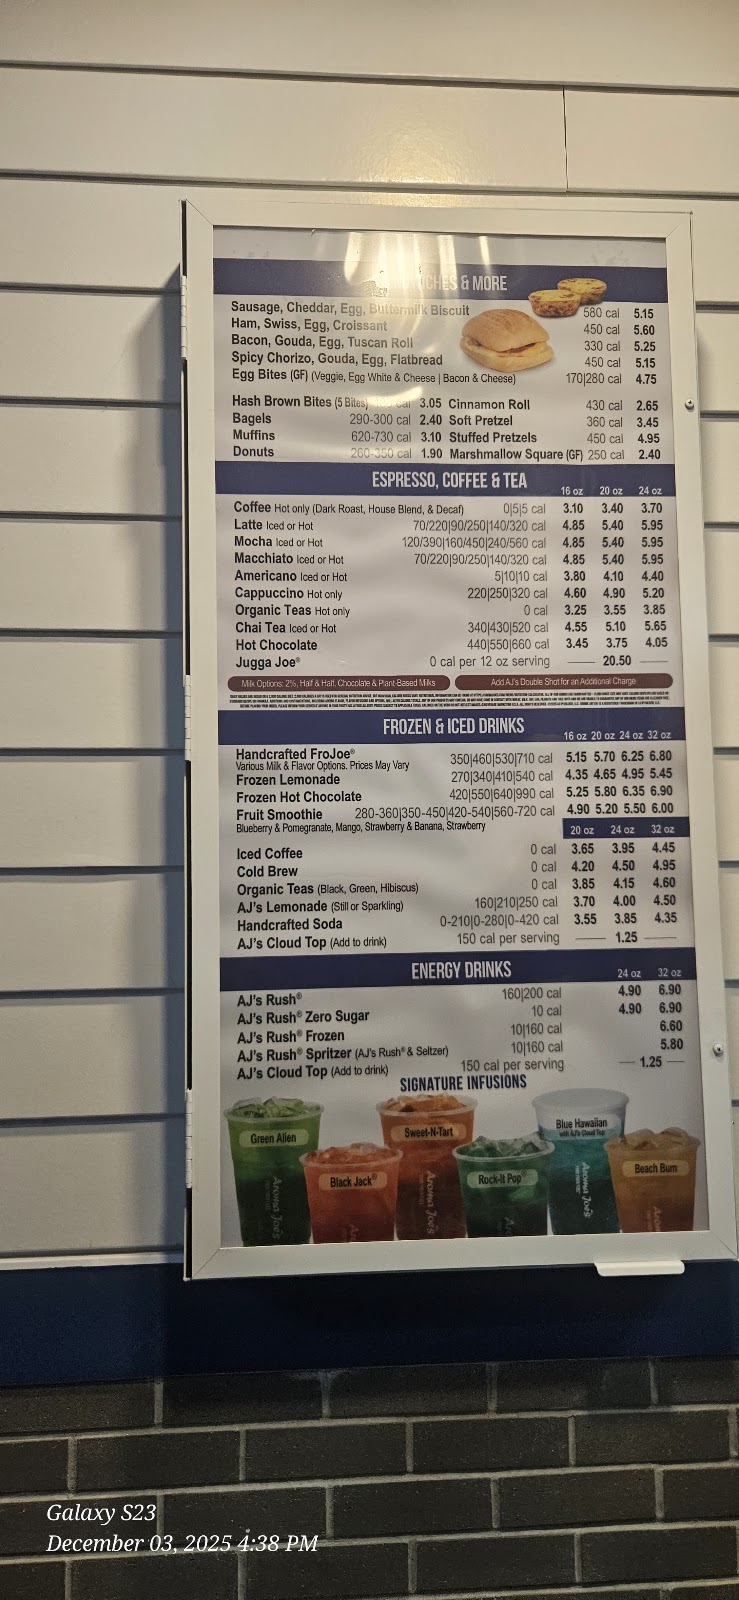 CHES & MORE
Sausage, Cheddar, Egg, Buttermilk Biscuit 580 cal 5.15
Ham, Swiss, Egg, Croissant 450 cal 5.60
Bacon, Gouda, Egg, Tuscan Roll 330 cal 5.25
Spicy Chorizo, Gouda, Egg, Flatbread 450 cal 5.15
Egg Bites (GF) (Veggie, Egg White & Cheese | Bacon & Cheese) 170|280 cal 4.75
Hash Brown Bites (5 Bites) cal 3.05 Cinnamon Roll 430 cal 2.65
Bagels 290-300 cal 2.40 Soft Pretzel 360 cal 3.45
Muffins 620-730 cal 3.10 Stuffed Pretzels 450 cal 4.95
Donuts 260-350 cal 1.90 Marshmallow Square (GF) 250 cal 2.40
ESPRESSO, COFFEE & TEA
16 oz 20 oz 24 oz
Coffee Hot only (Dark Roast, House Blend, & Decaf) 0|5|5 cal 3.10 3.40 3.70
Latte Iced or Hot 70/220|90/250|140/320 cal 4.85 5.40 5.95
Mocha Iced or Hot 120/390|160/450|240/560 cal 4.85 5.40 5.95
Macchiato Iced or Hot 70/220|90/250|140/320 cal 4.85 5.40 5.95
Americano Iced or Hot 5|10|10 cal 3.80 4.10 4.40
Cappuccino Hot only 220|250|320 cal 4.60 4.90 5.20
Organic Teas Hot only 0 cal 3.25 3.55 3.85
Chai Tea Iced or Hot 340|430|520 cal 4.55 5.10 5.65
Hot Chocolate 440|550|660 cal 3.45 3.75 4.05
Jugga Joe® 0 cal per 12 oz serving 20.50
Milk Options: 2%, Half & Half, Chocolate & Plant-Based Milks Add AJ's Double Shot for an Additional Charge
FROZEN & ICED DRINKS
16 oz 20 oz 24 oz 32 oz
Handcrafted FroJoe® 350|460|530|710 cal 5.15 5.70 6.25 6.80
Various Milk & Flavor Options. Prices May Vary
Frozen Lemonade 270|340|410|540 cal 4.35 4.65 4.95 5.45
Frozen Hot Chocolate 420|550|640|990 cal 5.25 5.80 6.35 6.90
Fruit Smoothie 280-360|350-450|420-540|560-720 cal 4.90 5.20 5.50 6.00
Blueberry & Pomegranate, Mango, Strawberry & Banana, Strawberry
20 oz 24 oz 32 oz
Iced Coffee 0 cal 3.65 3.95 4.45
Cold Brew 0 cal 4.20 4.50 4.95
Organic Teas (Black, Green, Hibiscus) 0 cal 3.85 4.15 4.60
AJ's Lemonade (Still or Sparkling) 160|210|250 cal 3.70 4.00 4.50
Handcrafted Soda 0-210|0-280|0-420 cal 3.55 3.85 4.35
AJ's Cloud Top (Add to drink) 150 cal per serving 1.25
ENERGY DRINKS
24 oz 32 oz
AJ's Rush® 160|200 cal 4.90 6.90
AJ's Rush® Zero Sugar 10 cal 4.90 6.90
AJ's Rush® Frozen 10|160 cal 6.60
AJ's Rush® Spritzer (AJ's Rush® & Seltzer) 10|160 cal 5.80
AJ's Cloud Top (Add to drink) 150 cal per serving 1.25
SIGNATURE INFUSIONS
Green Alien
Black Jack®
Sweet-N-Tart
Rock-It Pop®
Blue Hawaiian
with AJ's Cloud Top
Beach Bum
Aroma Joe's
Aroma Joe's
Aroma Joe's
Galaxy S23
December 03, 2025 4:38 PM